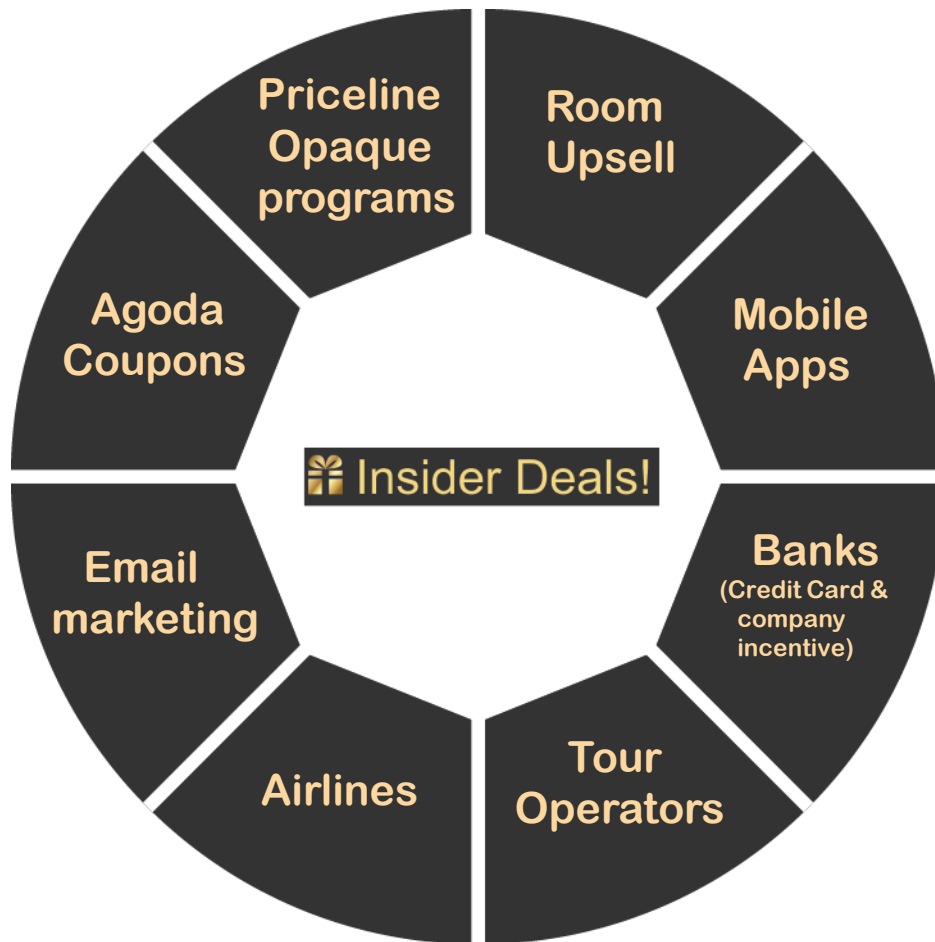 Priceline
Opaque
programs
Room
Upsell
Agoda
Coupons
Mobile
Apps
Insider Deals!
Email
marketing
Banks
(Credit Card &
company
incentive)
Airlines
Tour
Operators